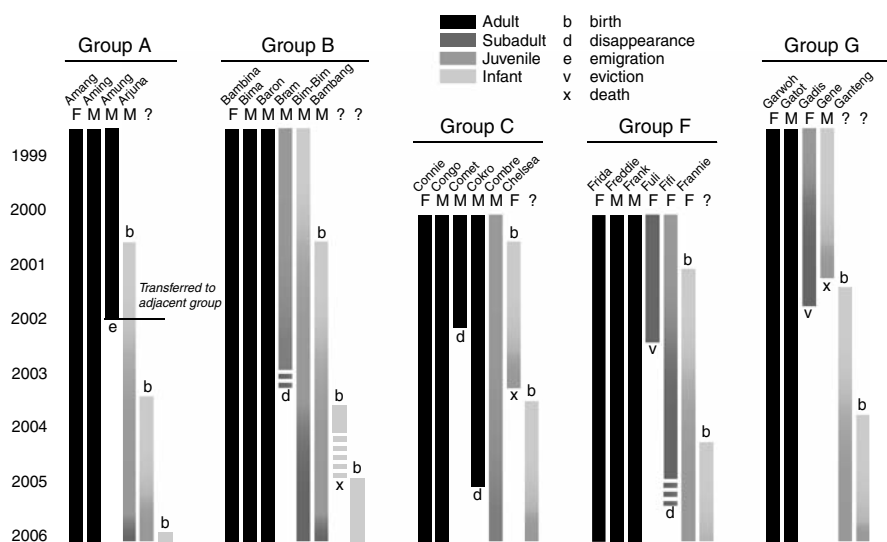 Adult b birth
Subadult d disappearance
Juvenile e emigration
Infant v eviction
x death
Group A
Amang
Aming
Amung
Arjuna
F M M M ?
b
Transferred to
adjacent group
e
b
b
Group B
Bambina
Bima
Baron
Bram
Bim-Bim
Bambang
F M M M M M ? ?
b
d
b
b
x
Group C
Connie
Congo
Comet
Cokro
Combre
Chelsea
F M M M M F ?
b
d
x
b
d
Group F
Frida
Freddie
Frank
Fuli
Fifi
Frannie
F M M F F F ?
b
v
b
d
Group G
Garwoh
Gatot
Gadis
Gene
Ganteng
F M F M ? ?
x
b
v
b
1999
2000
2001
2002
2003
2004
2005
2006